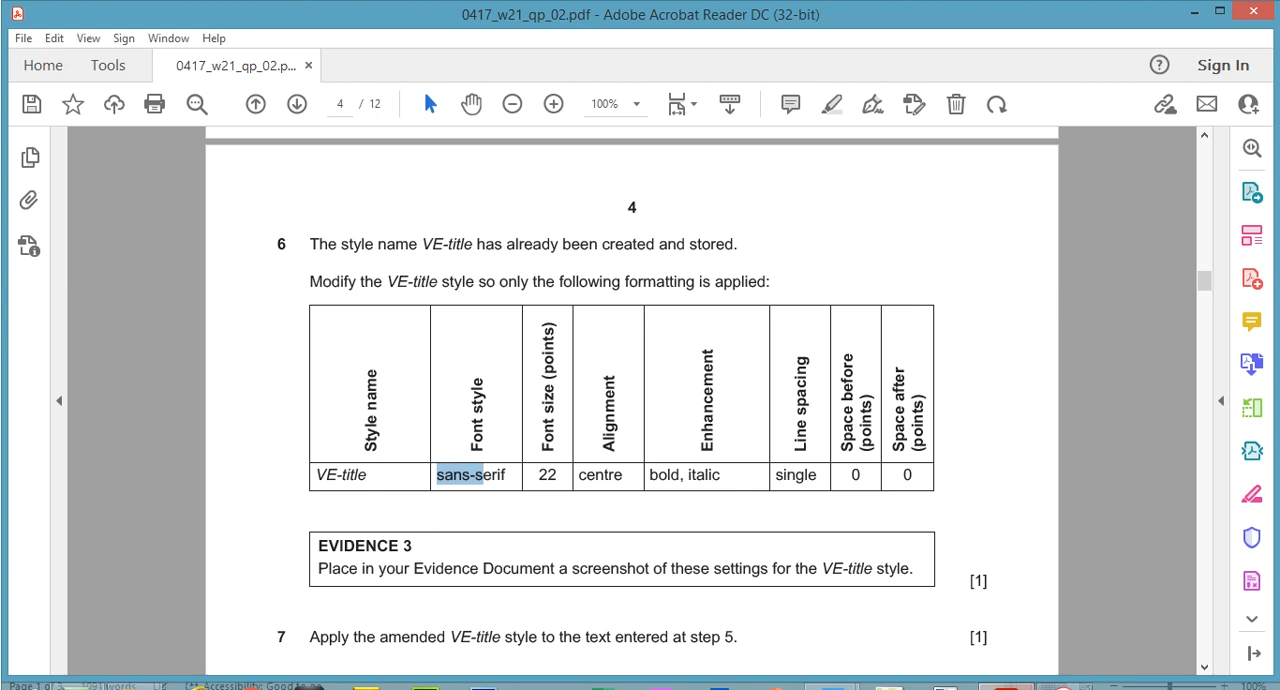 0417_w21_qp_02.pdf - Adobe Acrobat Reader DC (32-bit)
File Edit View Sign Window Help
Home Tools 0417_w21_qp_02.p... × Sign In
4 / 12 100%
4
6 The style name VE-title has already been created and stored.
Modify the VE-title style so only the following formatting is applied:
Style name Font style Font size (points) Alignment Enhancement Line spacing Space before (points) Space after (points)
VE-title sans-serif 22 centre bold, italic single 0 0
EVIDENCE 3
Place in your Evidence Document a screenshot of these settings for the VE-title style.
[1]
7 Apply the amended VE-title style to the text entered at step 5. [1]